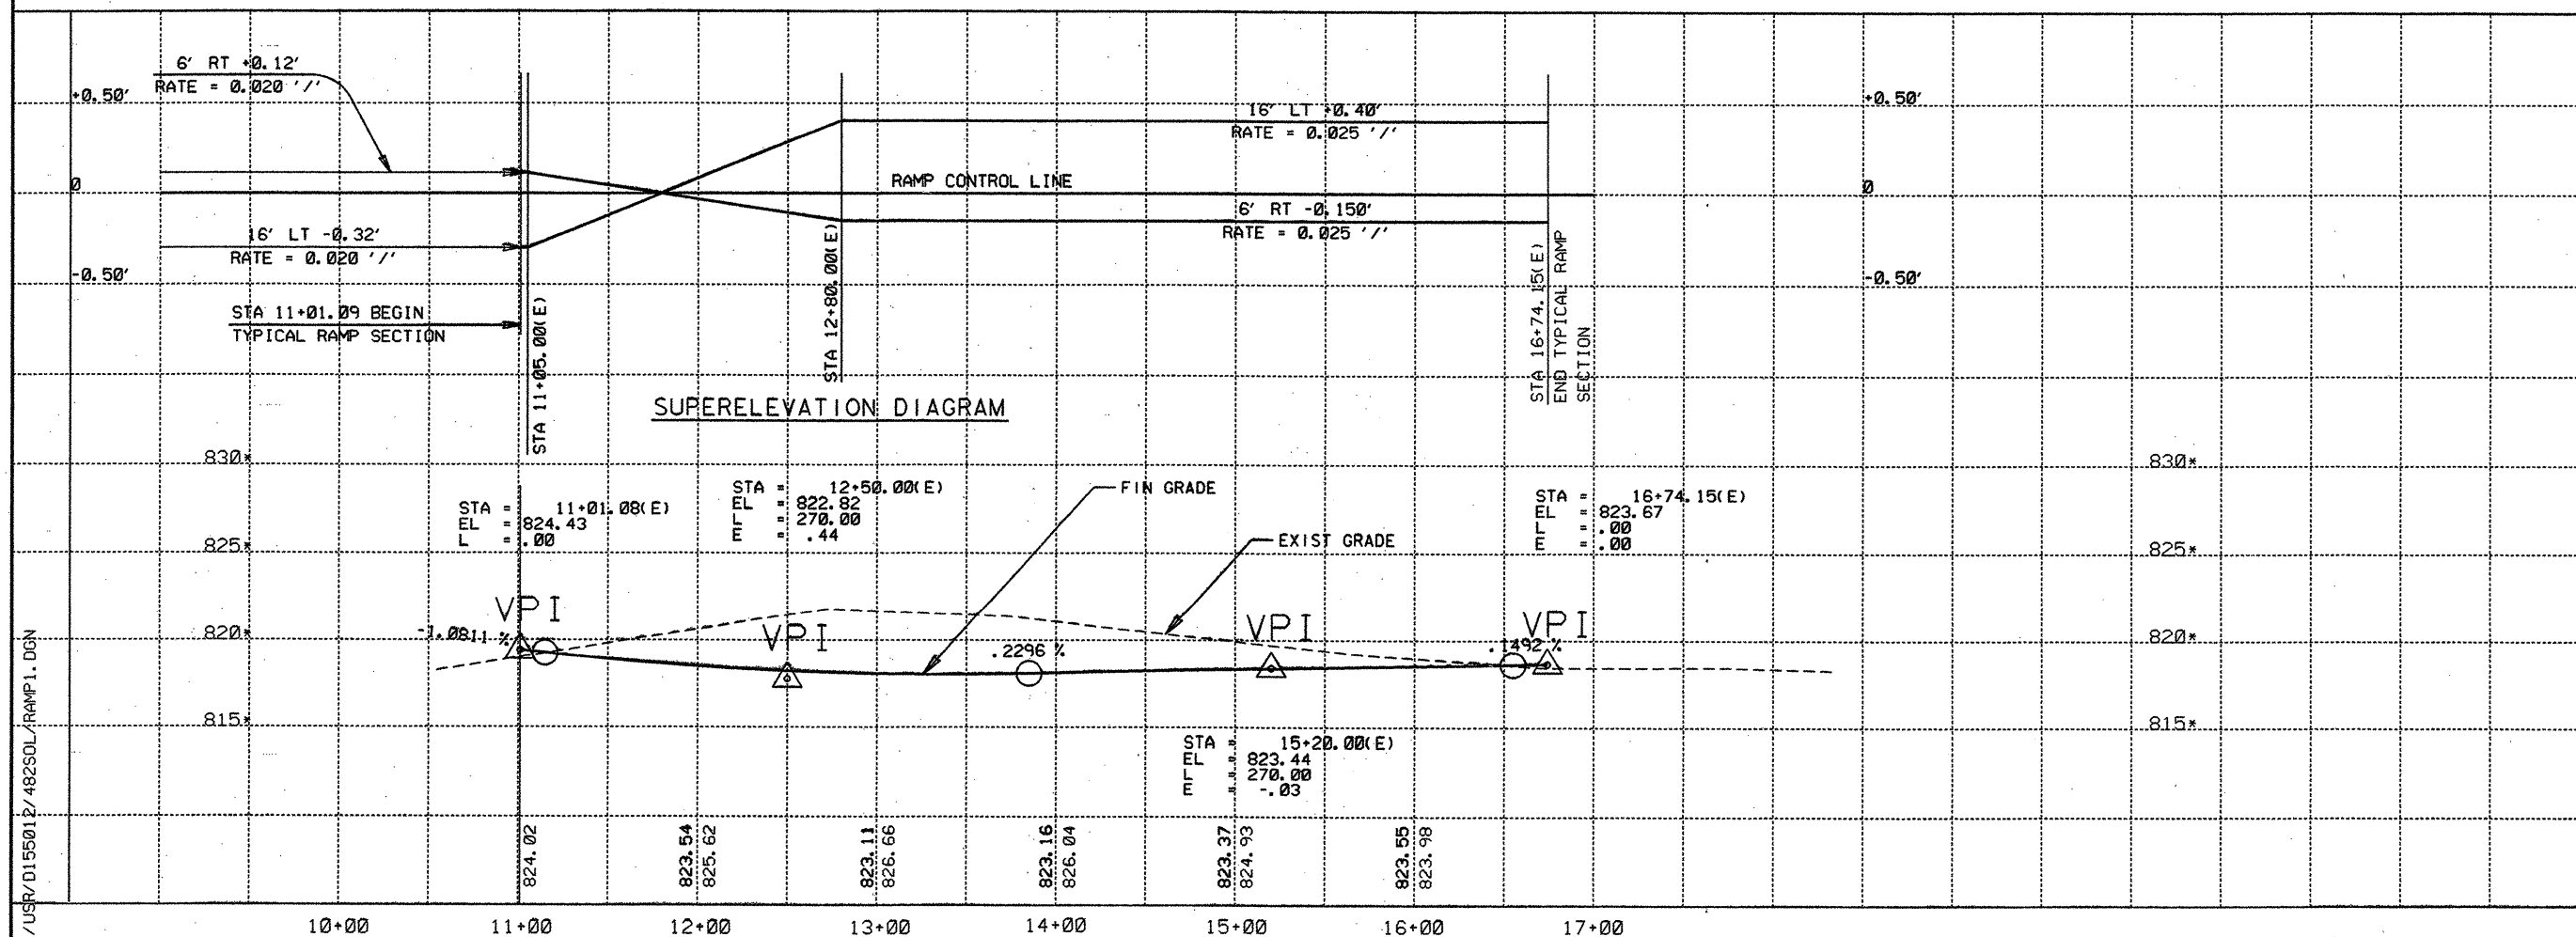 6' RT +0.12'
RATE = 0.020 '/'
+0.50'
0
-0.50'
16' LT -0.32'
RATE = 0.020 '/'
STA 11+01.09 BEGIN
TYPICAL RAMP SECTION
STA 11+05.00(E)
STA 12+80.00(E)
RAMP CONTROL LINE
16' LT +0.40'
RATE = 0.025 '/'
6' RT -0.150'
RATE = 0.025 '/'
STA 16+74.15(E)
END TYPICAL RAMP
SECTION
+0.50'
0
-0.50'
SUPERELEVATION DIAGRAM
830*
825*
820*
815*
STA = 11+01.08(E)
EL = 824.43
L = .00
STA = 12+50.00(E)
EL = 822.82
L = 270.00
E = .44
FIN GRADE
EXIST GRADE
STA = 16+74.15(E)
EL = 823.67
L = .00
E = .00
830*
825*
820*
815*
VPI
-1.0811 %
VPI
.2296 %
VPI
VPI
.1492 %
STA = 15+20.00(E)
EL = 823.44
L = 270.00
E = -.03
824.02
823.54
825.62
823.11
826.66
823.16
826.04
823.37
824.93
823.55
823.98
10+00
11+00
12+00
13+00
14+00
15+00
16+00
17+00
/USR/D155012/482SOL/RAMP1.DGN